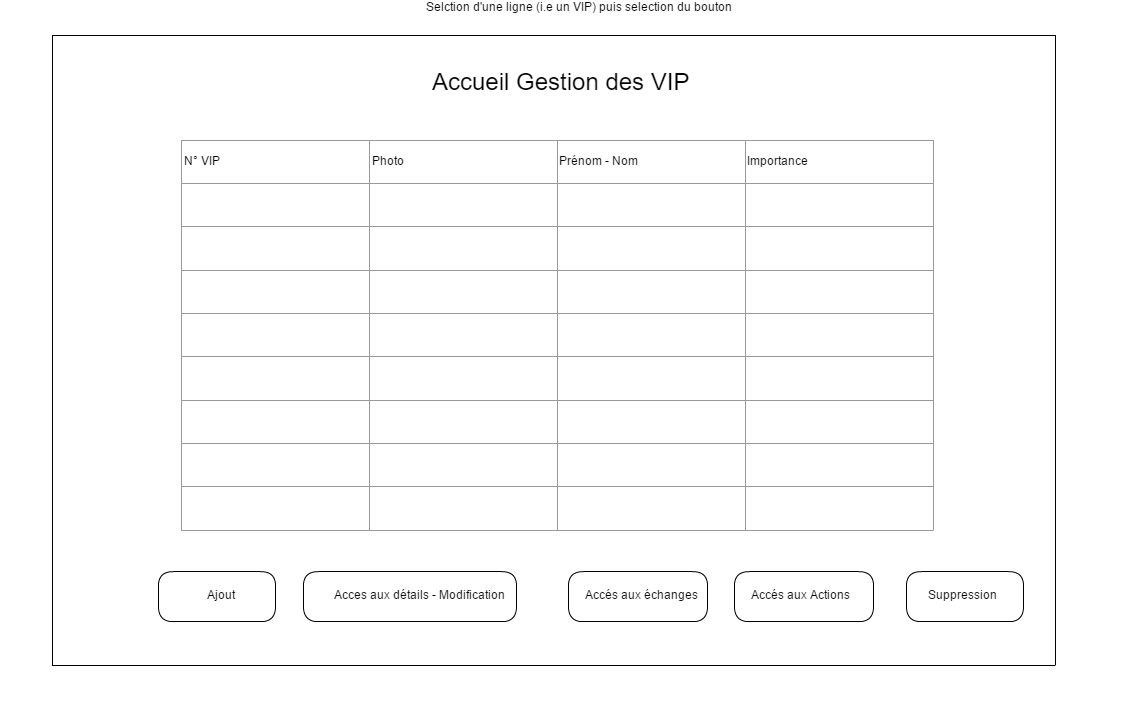 Selction d'une ligne (i.e un VIP) puis selection du bouton
Accueil Gestion des VIP
N° VIP Photo Prénom - Nom Importance
Ajout Acces aux détails - Modification Accés aux échanges Accés aux Actions Suppression